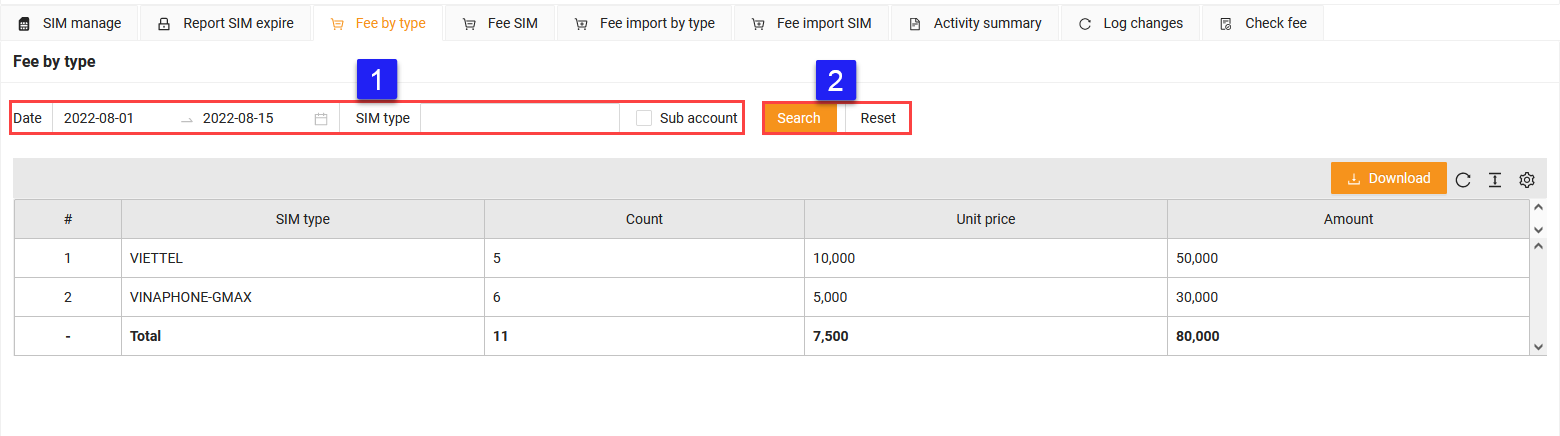 SIM manage Report SIM expire Fee by type Fee SIM Fee import by type Fee import SIM Activity summary Log changes Check fee
Fee by type
1 2
Date 2022-08-01 2022-08-15 SIM type Sub account Search Reset
Download
# SIM type Count Unit price Amount
1 VIETTEL 5 10,000 50,000
2 VINAPHONE-GMAX 6 5,000 30,000
- Total 11 7,500 80,000